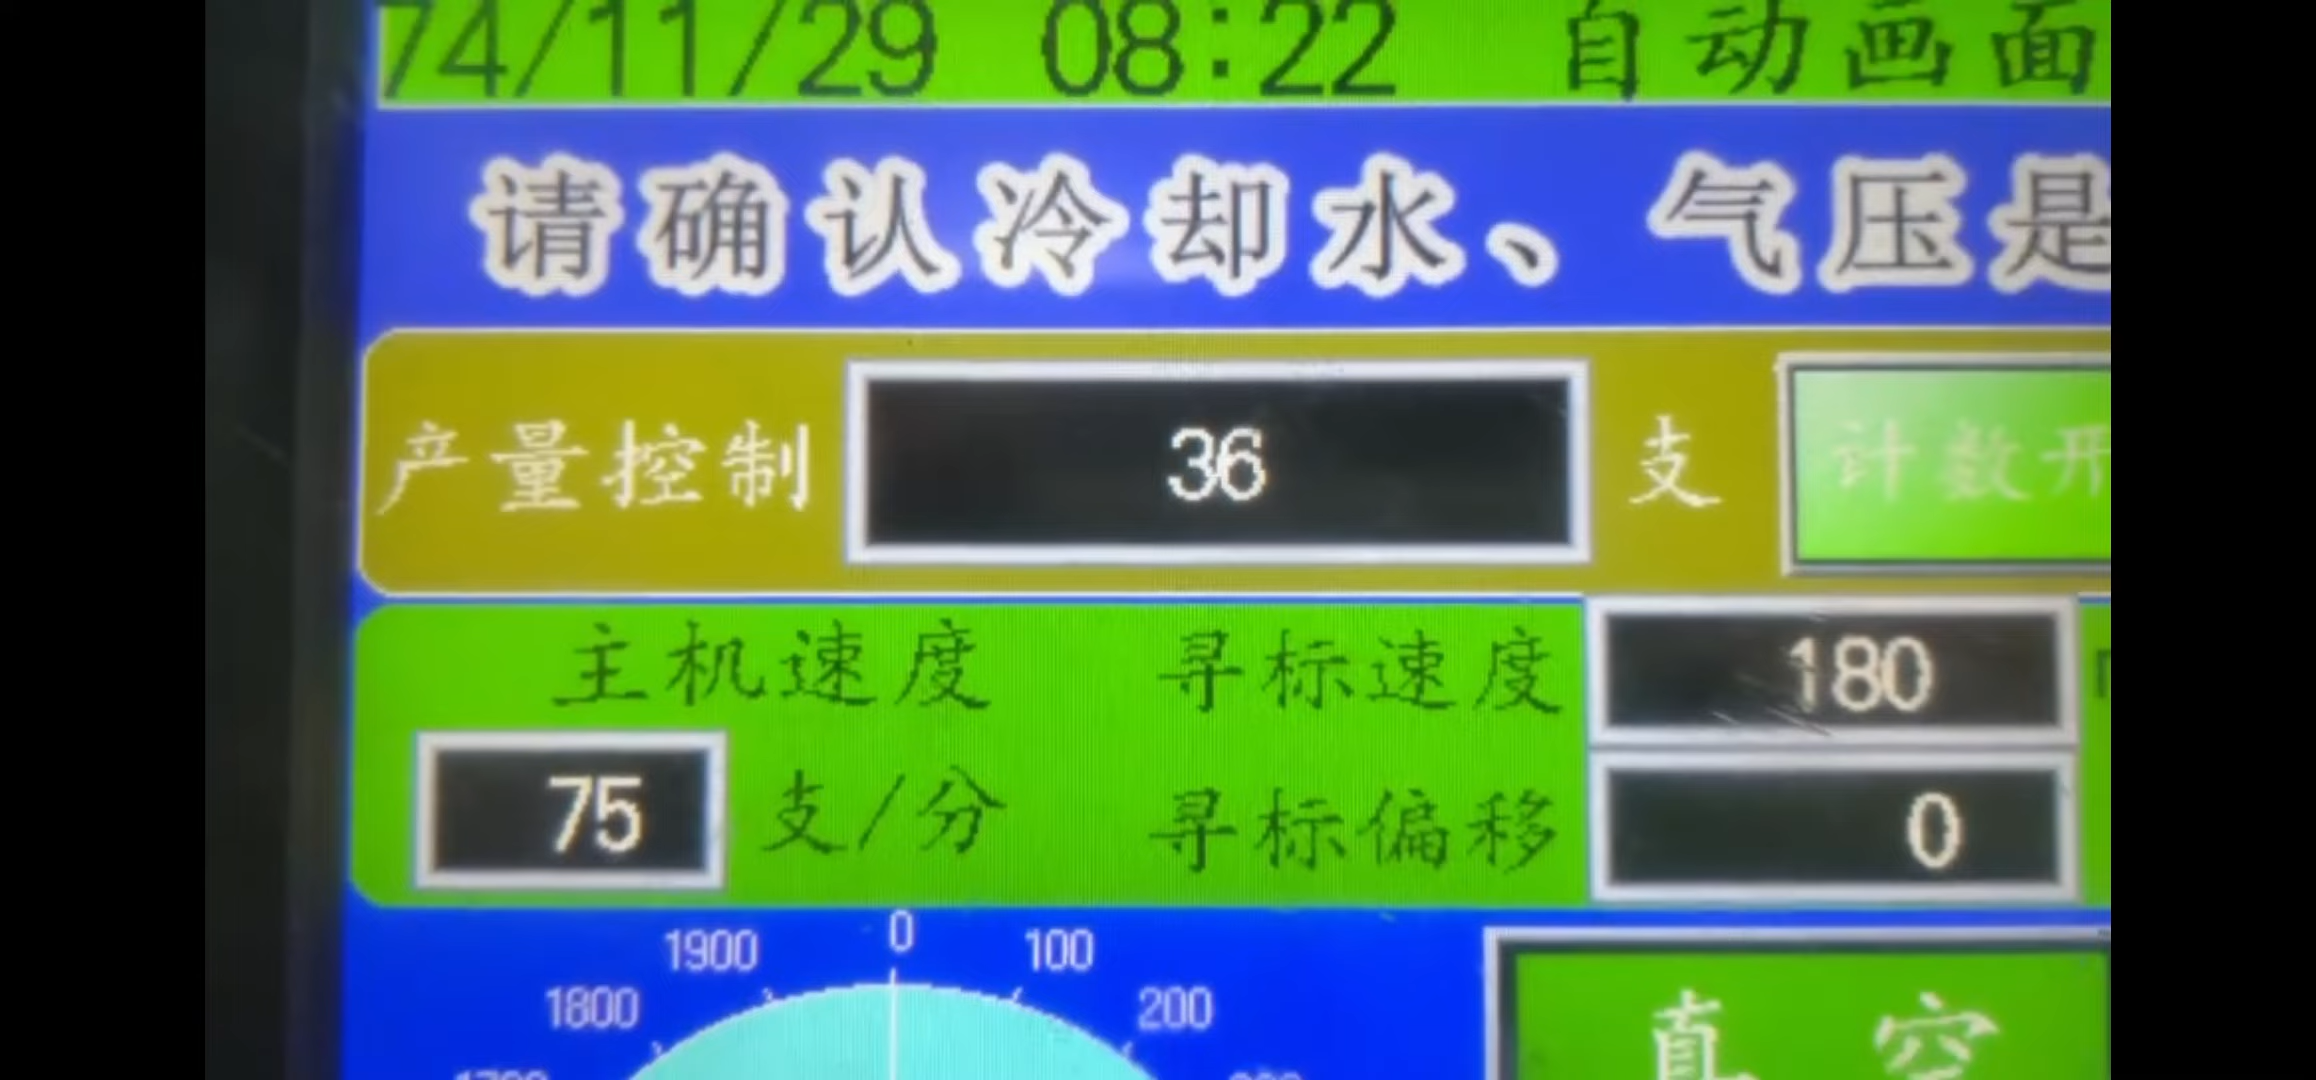 74/11/29 08:22 自动画面
请确认冷却水、气压是
产量控制 36 支 计数开
主机速度 寻标速度 180
75 支/分 寻标偏移 0
1900 0 100
1800 200
真空